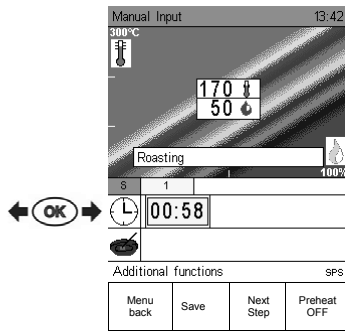 Manual Input 13:42
300°C
170
50
Roasting
100%
S 1
OK
00:58
Additional functions SPS
Menu back Save Next Step Preheat OFF